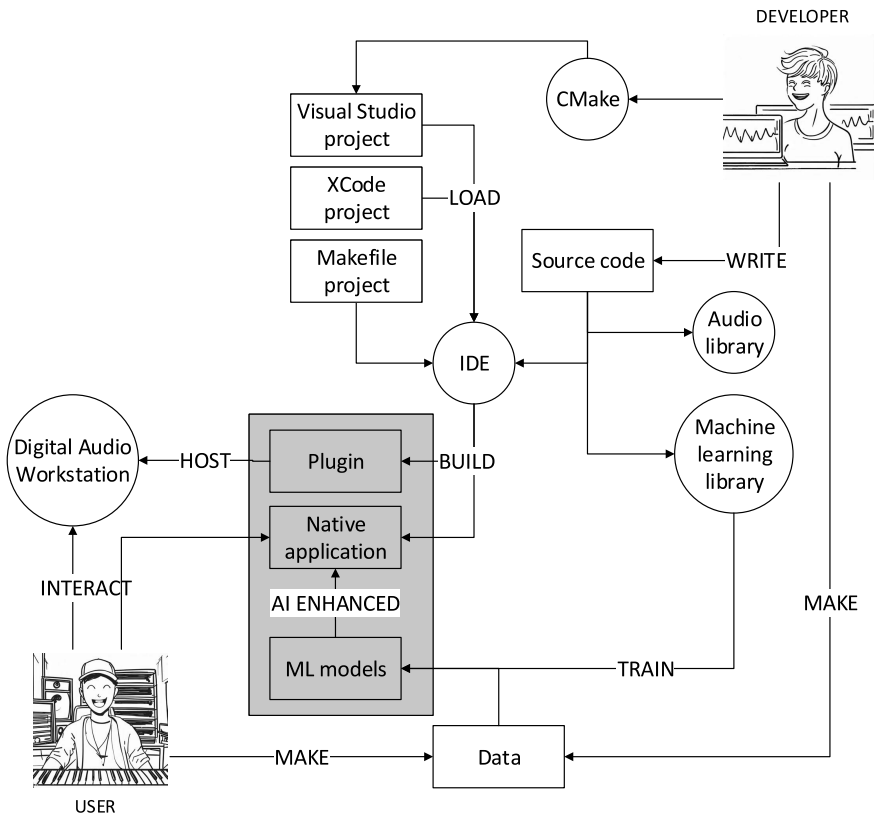 DEVELOPER
CMake
Visual Studio
project
XCode
project
LOAD
Makefile
project
Source code
WRITE
Audio
library
IDE
Machine
learning
library
Digital Audio
Workstation
HOST
Plugin
BUILD
Native
application
INTERACT
AI ENHANCED
MAKE
ML models
TRAIN
MAKE
Data
USER